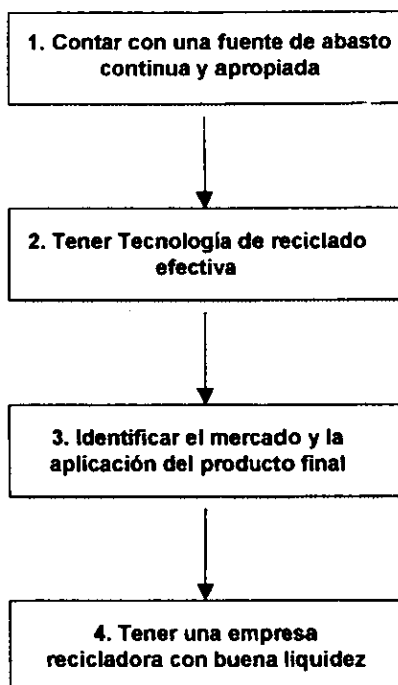 1. Contar con una fuente de abasto
continua y apropiada
2. Tener Tecnología de reciclado
efectiva
3. Identificar el mercado y la
aplicación del producto final
4. Tener una empresa
recicladora con buena liquidez